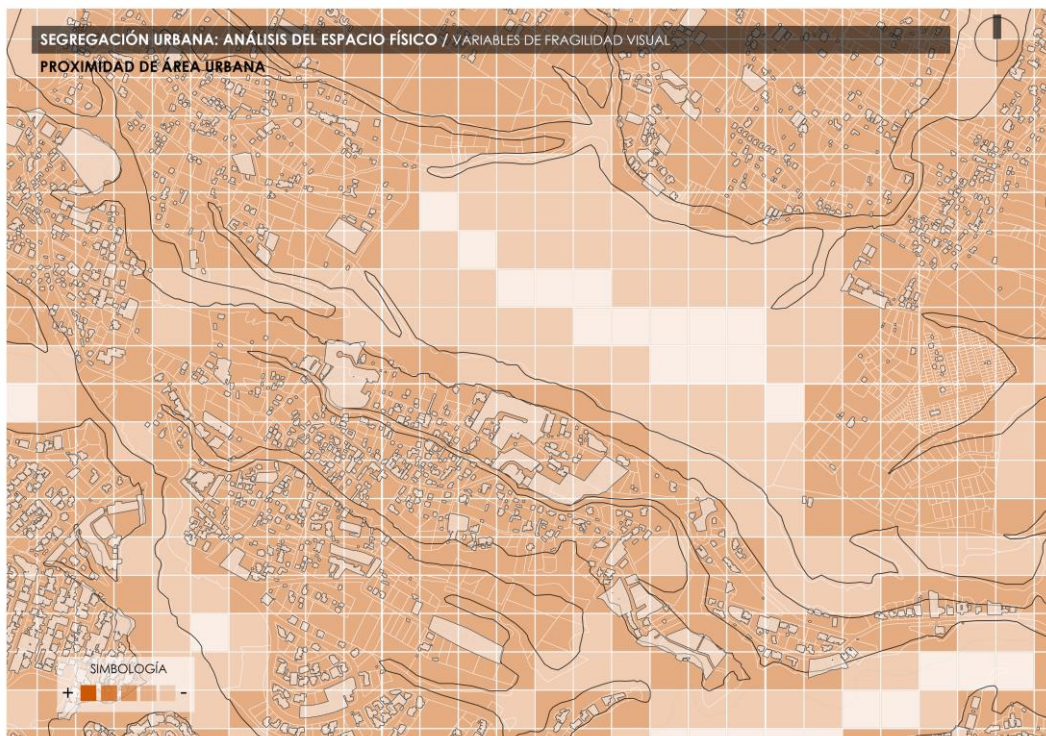 SEGREGACIÓN URBANA: ANÁLISIS DEL ESPACIO FÍSICO / VARIABLES DE FRAGILIDAD VISUAL
PROXIMIDAD DE ÁREA URBANA
SIMBOLOGÍA
+ -